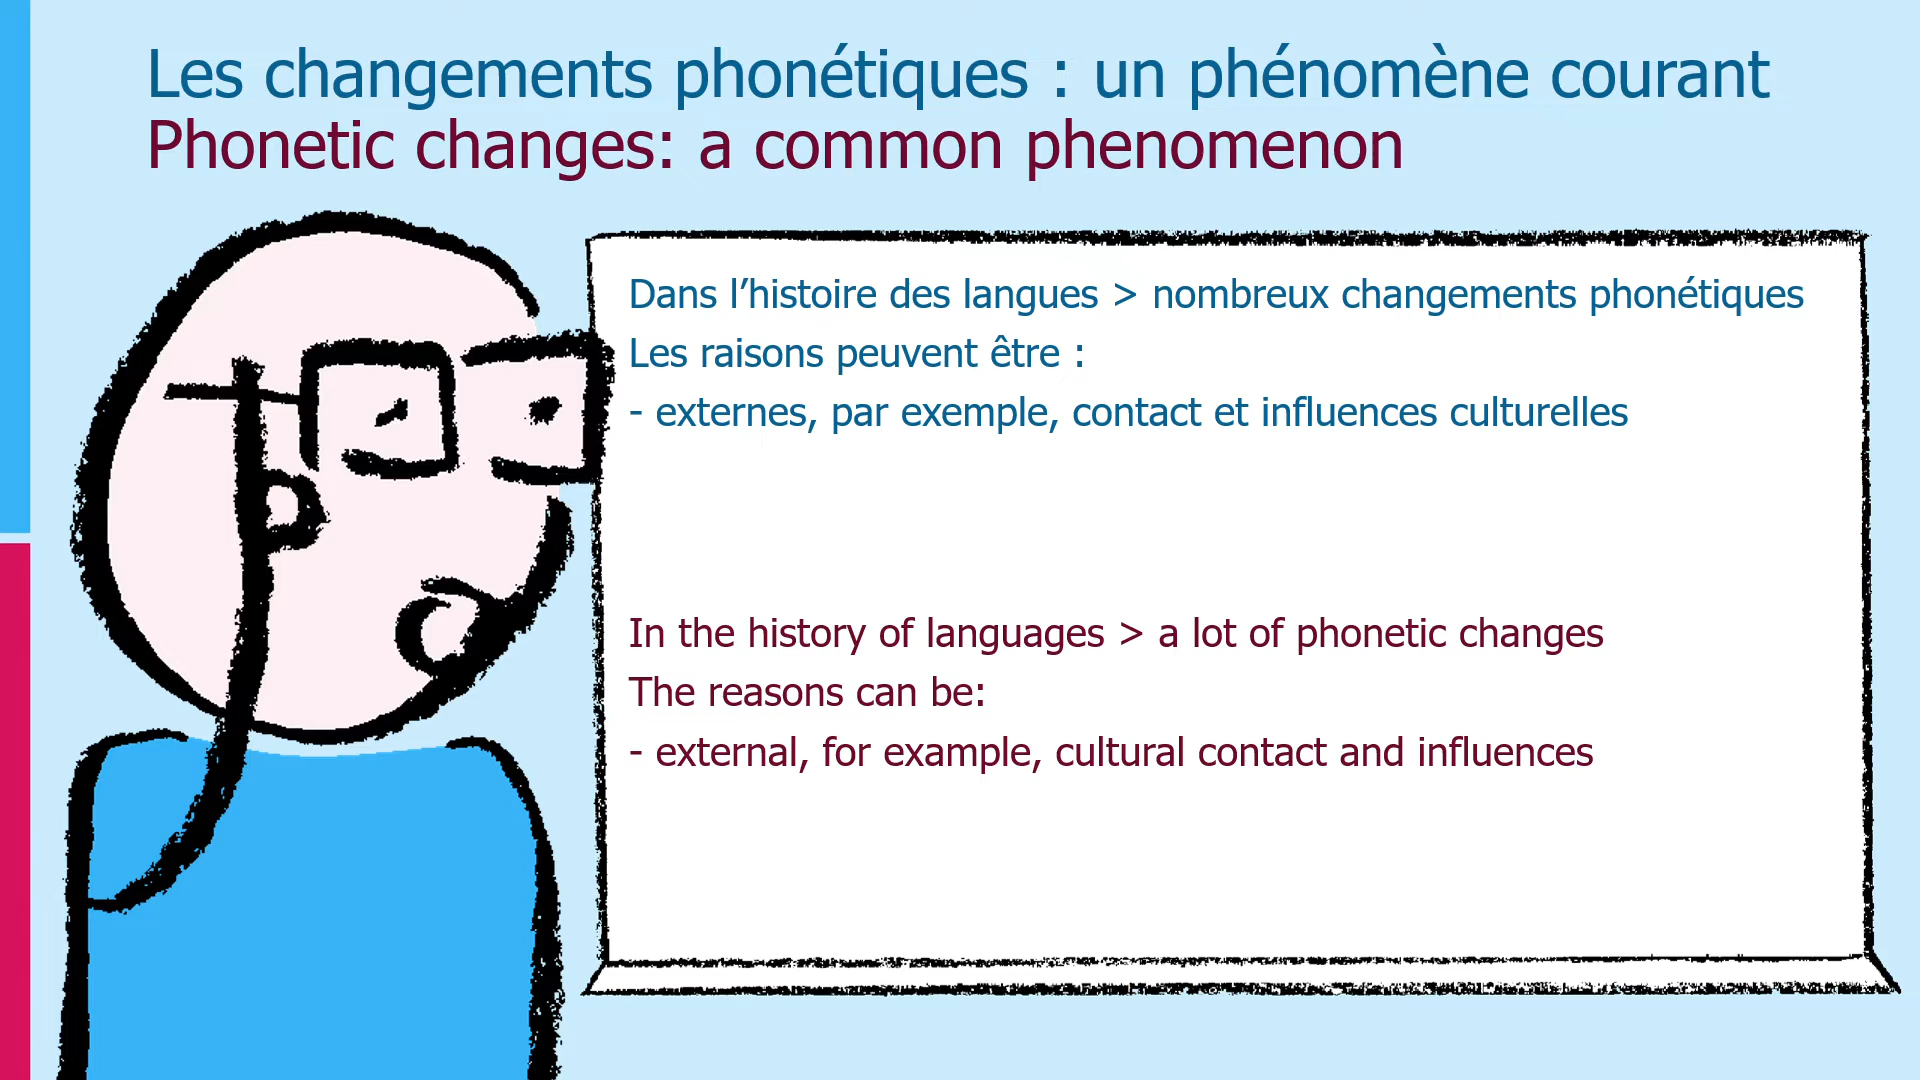 Les changements phonétiques : un phénomène courant
Phonetic changes: a common phenomenon
Dans l’histoire des langues > nombreux changements phonétiques
Les raisons peuvent être :
- externes, par exemple, contact et influences culturelles
In the history of languages > a lot of phonetic changes
The reasons can be:
- external, for example, cultural contact and influences